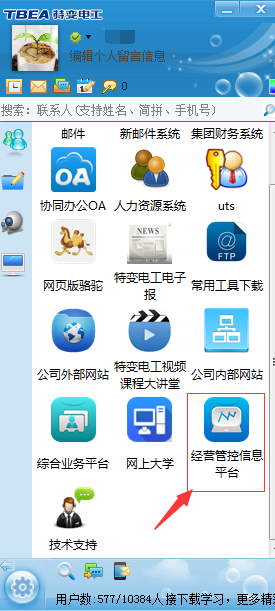 TBEA 特变电工
编辑个人留言信息
0
搜索：联系人(支持姓名、简拼、手机号)
邮件 新邮件系统 集团财务系统
OA
协同办公OA 人力资源系统 uts
NEWS
FTP
网页版骆驼 特变电工电子报 常用工具下载
公司外部网站 特变电工视频课程大讲堂 公司内部网站
综合业务平台 网上大学 经营管控信息平台
技术支持
用户数:577/10384人接下载学习，更多精